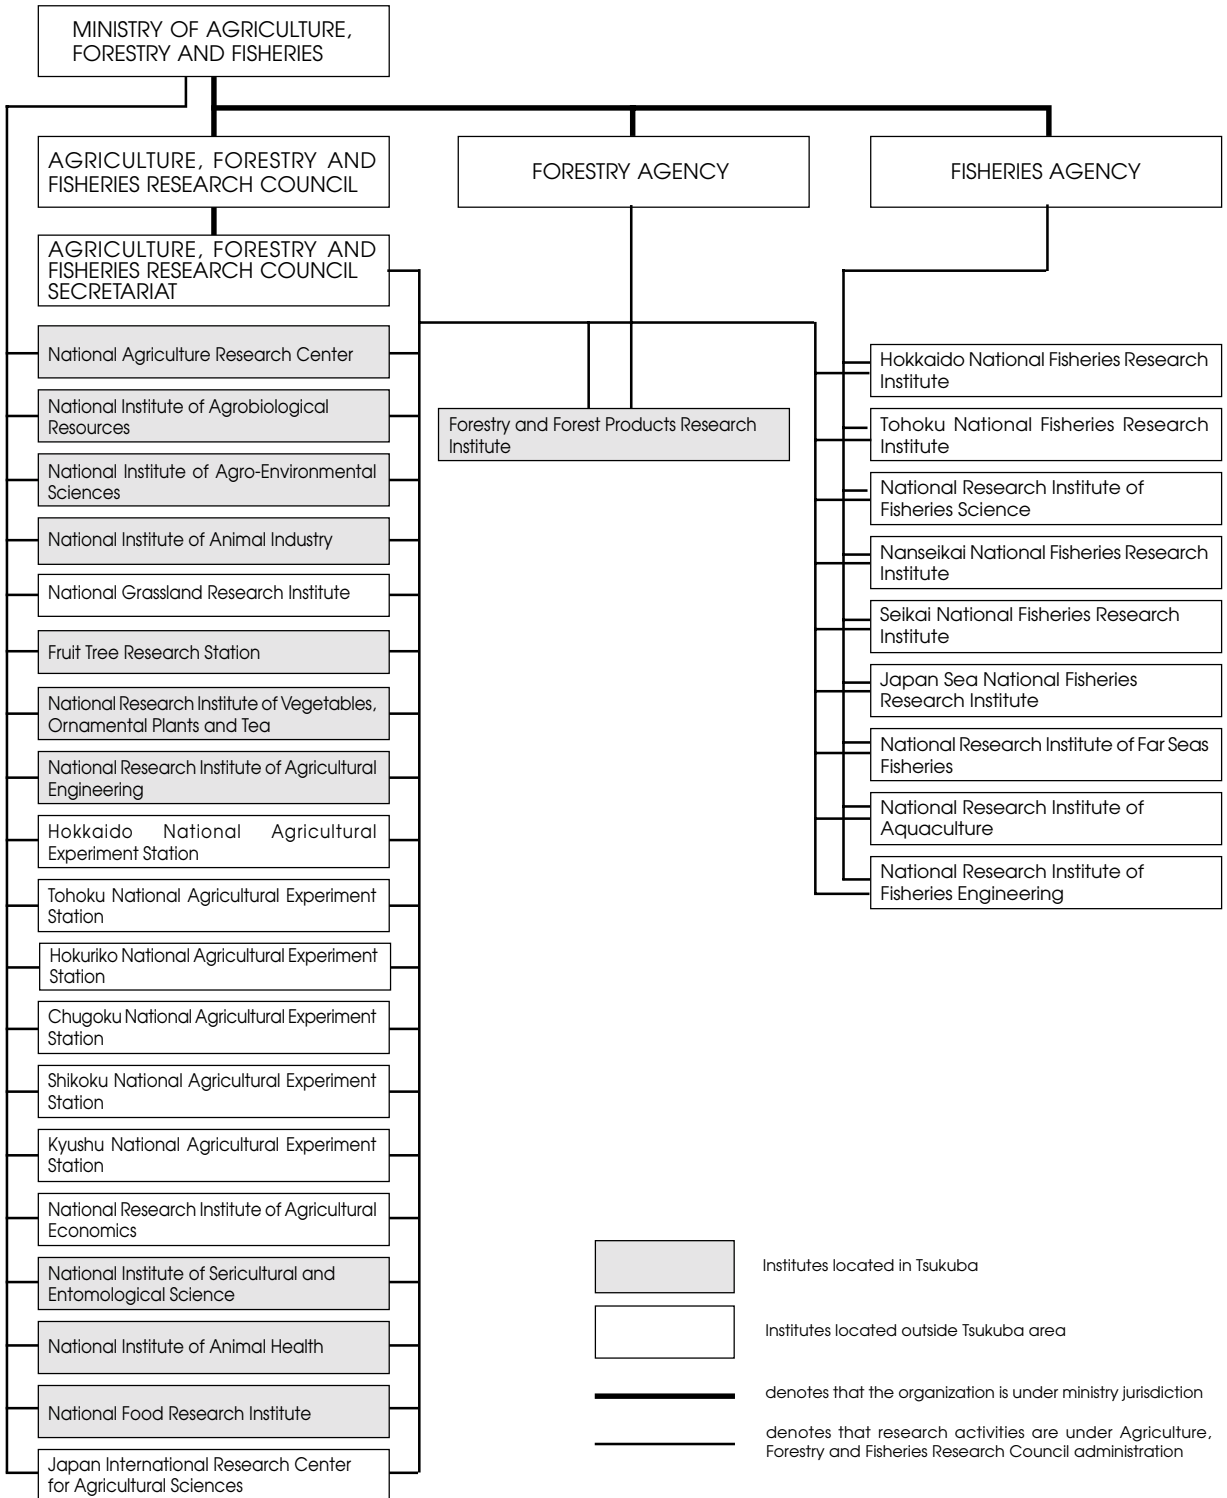 MINISTRY OF AGRICULTURE,
FORESTRY AND FISHERIES
AGRICULTURE, FORESTRY AND
FISHERIES RESEARCH COUNCIL
FORESTRY AGENCY
FISHERIES AGENCY
AGRICULTURE, FORESTRY AND
FISHERIES RESEARCH COUNCIL
SECRETARIAT
National Agriculture Research Center
National Institute of Agrobiological
Resources
National Institute of Agro-Environmental
Sciences
National Institute of Animal Industry
National Grassland Research Institute
Fruit Tree Research Station
National Research Institute of Vegetables,
Ornamental Plants and Tea
National Research Institute of Agricultural
Engineering
Hokkaido National Agricultural
Experiment Station
Tohoku National Agricultural Experiment
Station
Hokuriko National Agricultural Experiment
Station
Chugoku National Agricultural Experiment
Station
Shikoku National Agricultural Experiment
Station
Kyushu National Agricultural Experiment
Station
National Research Institute of Agricultural
Economics
National Institute of Sericultural and
Entomological Science
National Institute of Animal Health
National Food Research Institute
Japan International Research Center
for Agricultural Sciences
Forestry and Forest Products Research
Institute
Hokkaido National Fisheries Research
Institute
Tohoku National Fisheries Research
Institute
National Research Institute of
Fisheries Science
Nanseikai National Fisheries Research
Institute
Seikai National Fisheries Research
Institute
Japan Sea National Fisheries
Research Institute
National Research Institute of Far Seas
Fisheries
National Research Institute of
Aquaculture
National Research Institute of
Fisheries Engineering
Institutes located in Tsukuba
Institutes located outside Tsukuba area
denotes that the organization is under ministry jurisdiction
denotes that research activities are under Agriculture,
Forestry and Fisheries Research Council administration